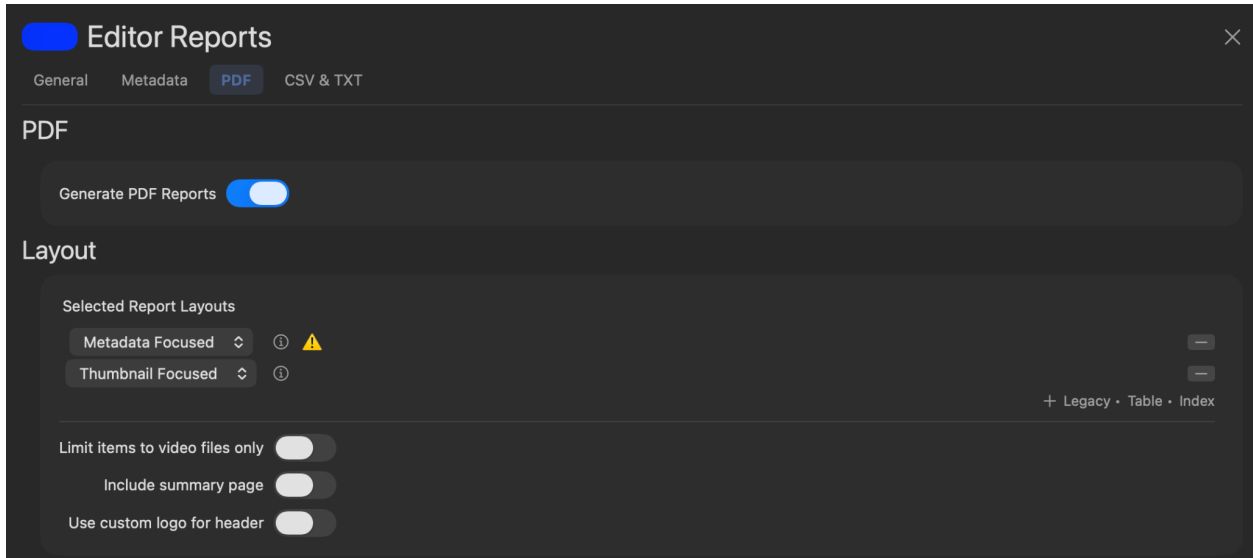 Editor Reports
General Metadata PDF CSV & TXT
PDF
Generate PDF Reports
Layout
Selected Report Layouts
Metadata Focused
Thumbnail Focused
+ Legacy • Table • Index
Limit items to video files only
Include summary page
Use custom logo for header